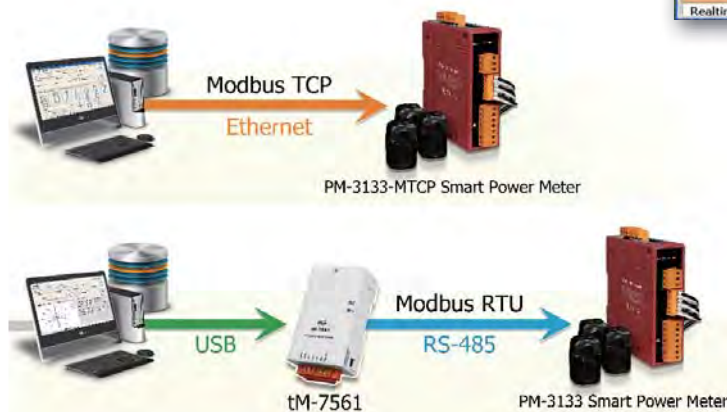 Realtin
Modbus TCP
Ethernet
PM-3133-MTCP Smart Power Meter
Modbus RTU
USB
RS-485
tM-7561
PM-3133 Smart Power Meter